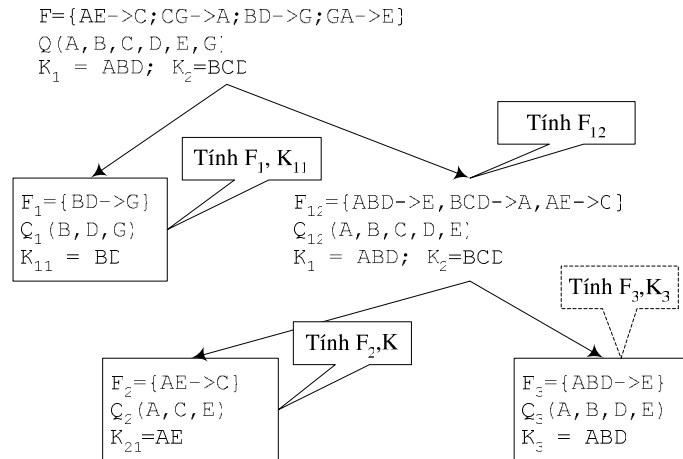 F={AE->C;CG->A;BD->G;GA->E}
Q(A,B,C,D,E,G)
K1 = ABD; K2=BCD
Tính F12
Tính F1, K11
F1={BD->G}
Q1(B,D,G)
K11 = BD
F12={ABD->E,BCD->A,AE->C}
Q12(A,B,C,D,E)
K1 = ABD; K2=BCD
Tính F3,K3
Tính F2,K
F2={AE->C}
Q2(A,C,E)
K21=AE
F3={ABD->E}
Q3(A,B,D,E)
K3 = ABD